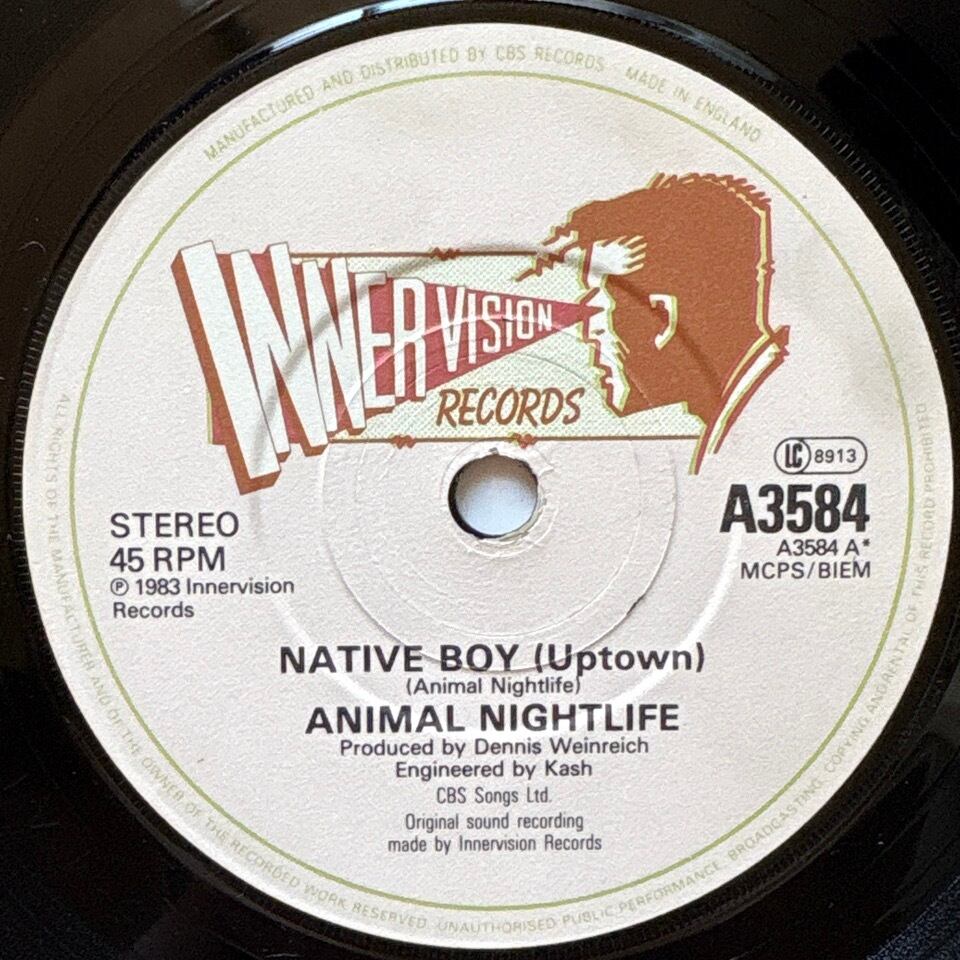 MANUFACTURED AND DISTRIBUTED BY CBS RECORDS · MADE IN ENGLAND
INNERVISION
RECORDS
LC 8913
A3584
A3584 A*
MCPS/BIEM
STEREO
45 RPM
℗ 1983 Innervision
Records
NATIVE BOY (Uptown)
(Animal Nightlife)
ANIMAL NIGHTLIFE
Produced by Dennis Weinreich
Engineered by Kash
CBS Songs Ltd.
Original sound recording
made by Innervision Records
ALL RIGHTS OF THE MANUFACTURER AND OF THE OWNER OF THE RECORDED WORK RESERVED. UNAUTHORISED PUBLIC PERFORMANCE, BROADCASTING, COPYING AND RENTAL OF THIS RECORD PROHIBITED